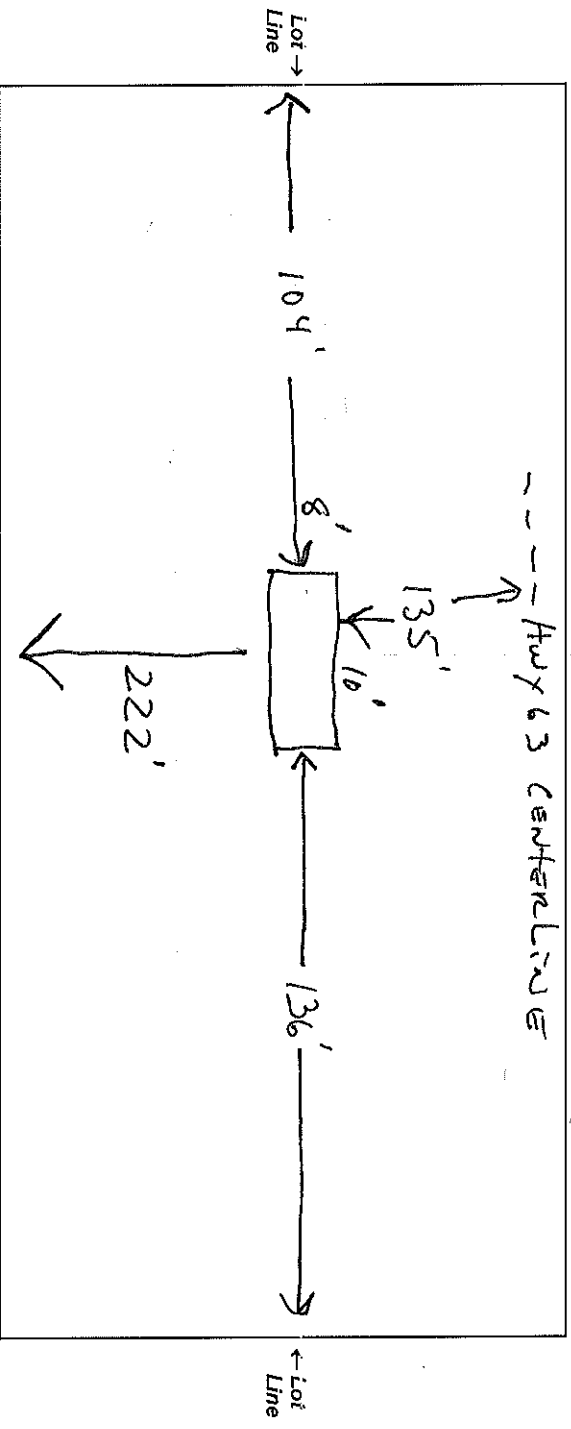 ---- Hwy 63 CENTERLINE
135'
10'
8'
Lot →
Line
104'
136'
← Lot
Line
222'